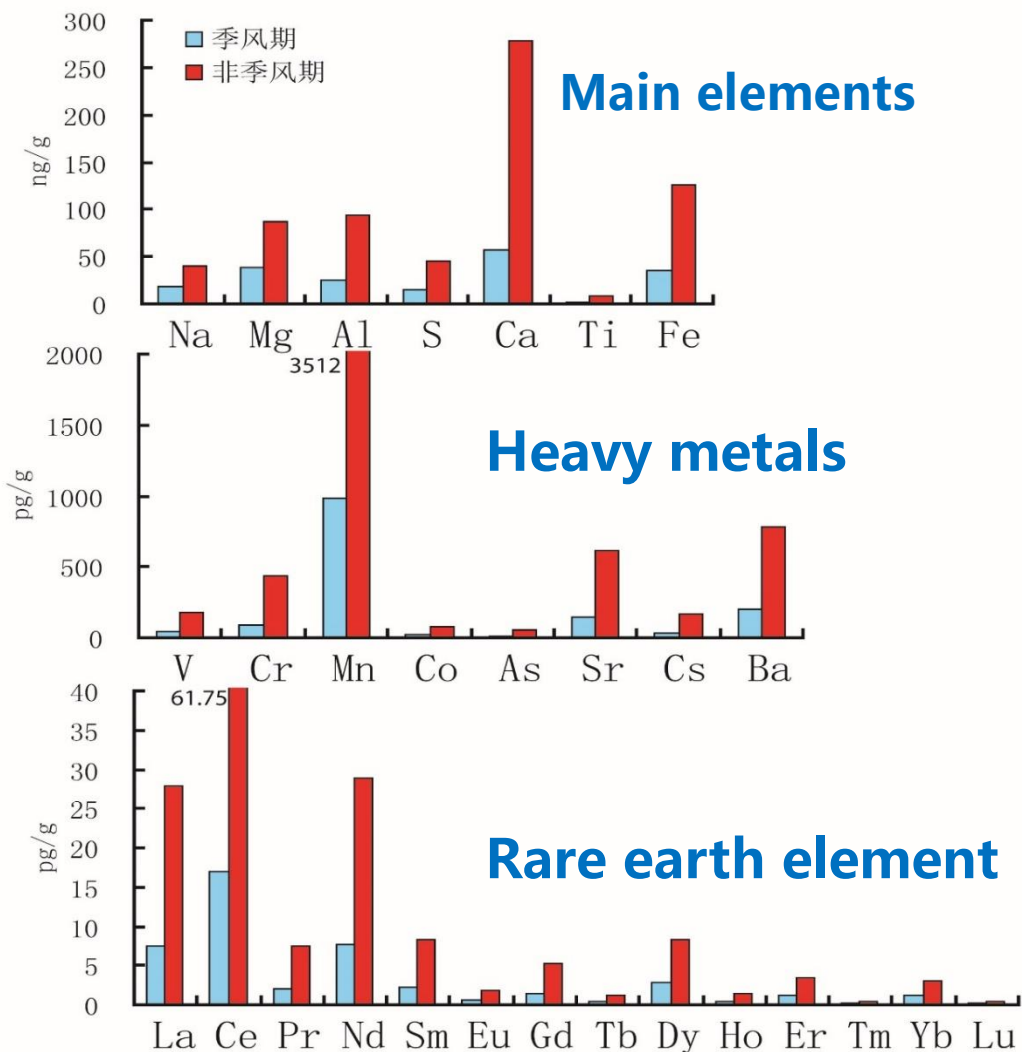 300
250
200
150
100
50
0
ng/g
季风期
非季风期
Main elements
Na Mg Al S Ca Ti Fe
2000
1500
1000
500
0
pg/g
3512
Heavy metals
V Cr Mn Co As Sr Cs Ba
40
35
30
25
20
15
10
5
0
pg/g
61.75
Rare earth element
La Ce Pr Nd Sm Eu Gd Tb Dy Ho Er Tm Yb Lu